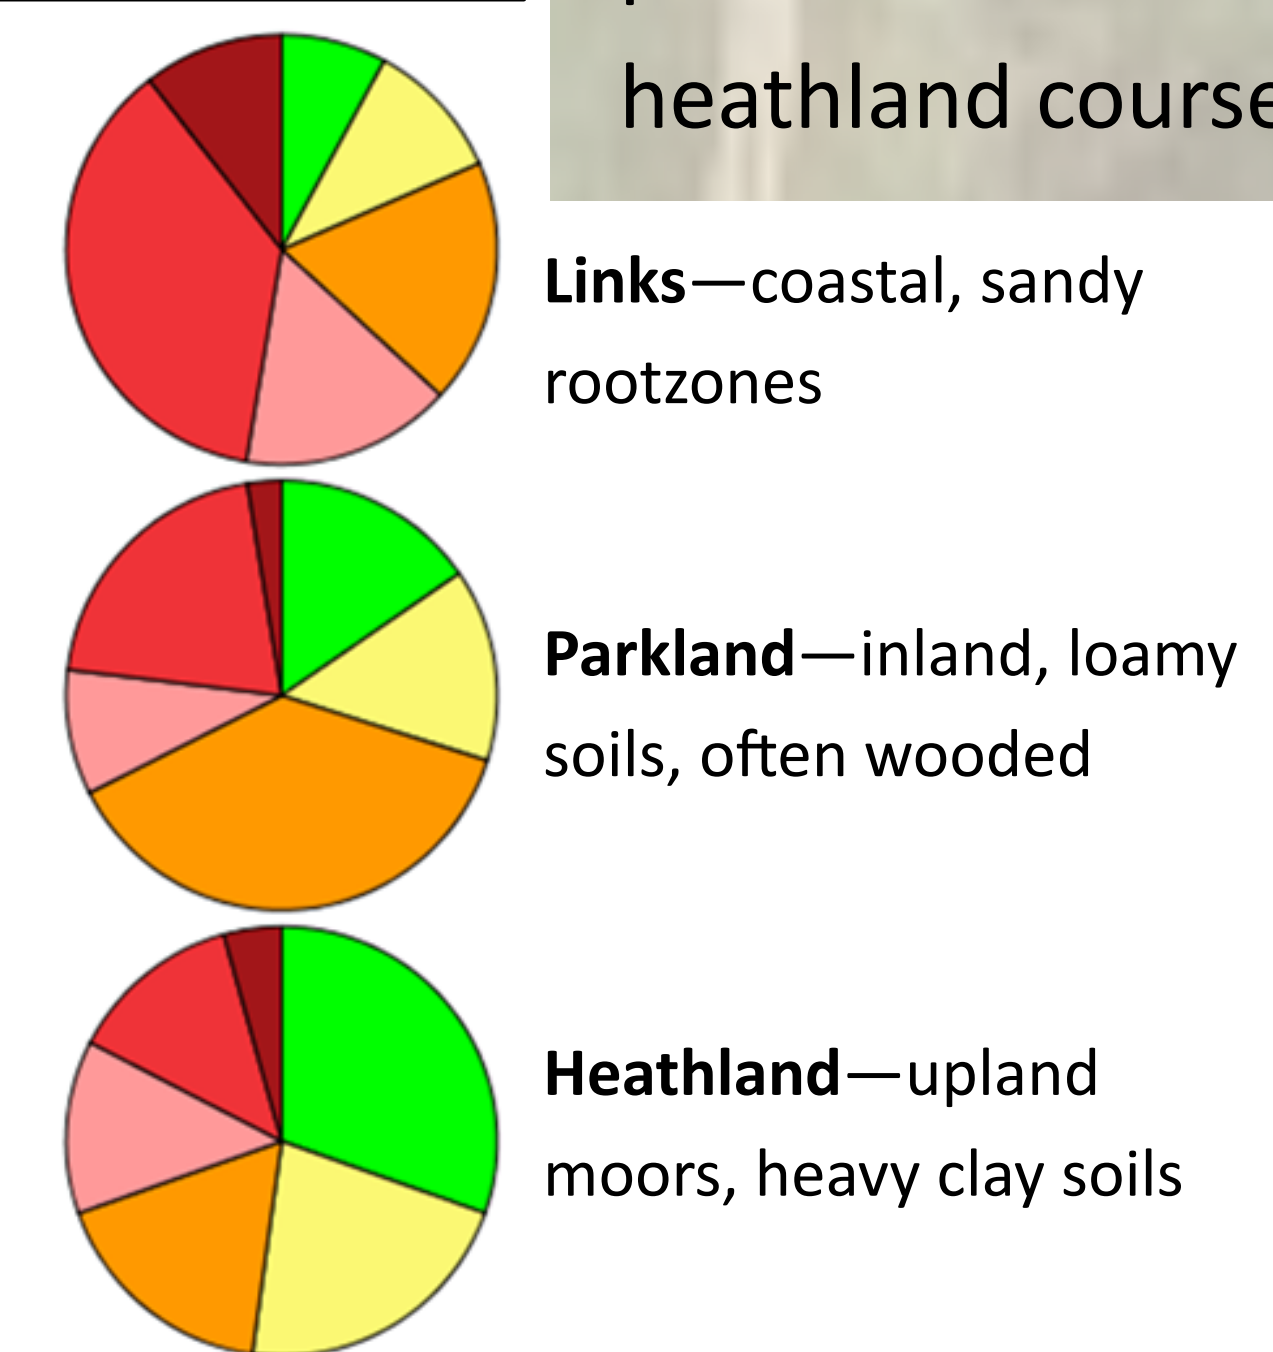 heathland course
Links—coastal, sandy
rootzones
Parkland—inland, loamy
soils, often wooded
Heathland—upland
moors, heavy clay soils